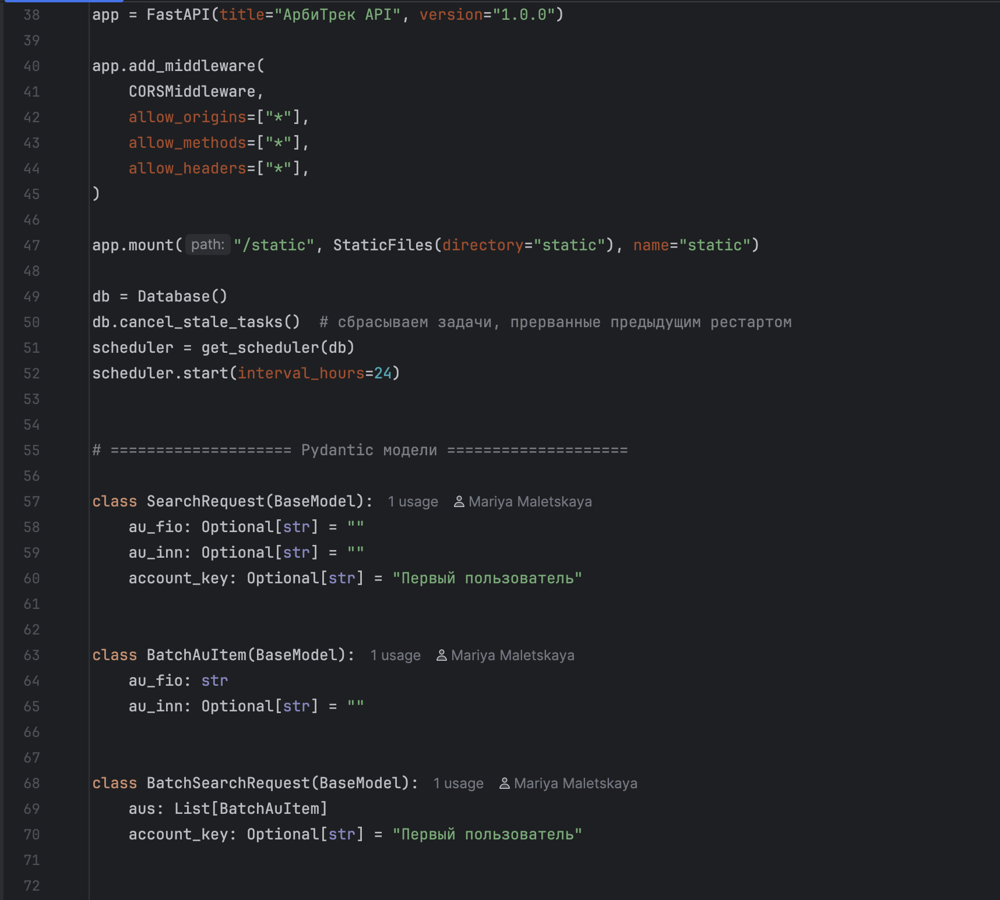 38 app = FastAPI(title="АрбиТрек API", version="1.0.0")
39
40 app.add_middleware(
41     CORSMiddleware,
42     allow_origins=["*"],
43     allow_methods=["*"],
44     allow_headers=["*"],
45 )
46
47 app.mount( path: "/static", StaticFiles(directory="static"), name="static")
48
49 db = Database()
50 db.cancel_stale_tasks()  # сбрасываем задачи, прерванные предыдущим рестартом
51 scheduler = get_scheduler(db)
52 scheduler.start(interval_hours=24)
53
54
55 # ==================== Pydantic модели ====================
56
57 class SearchRequest(BaseModel):  1 usage  Mariya Maletskaya
58     au_fio: Optional[str] = ""
59     au_inn: Optional[str] = ""
60     account_key: Optional[str] = "Первый пользователь"
61
62
63 class BatchAuItem(BaseModel):  1 usage  Mariya Maletskaya
64     au_fio: str
65     au_inn: Optional[str] = ""
66
67
68 class BatchSearchRequest(BaseModel):  1 usage  Mariya Maletskaya
69     aus: List[BatchAuItem]
70     account_key: Optional[str] = "Первый пользователь"
71
72